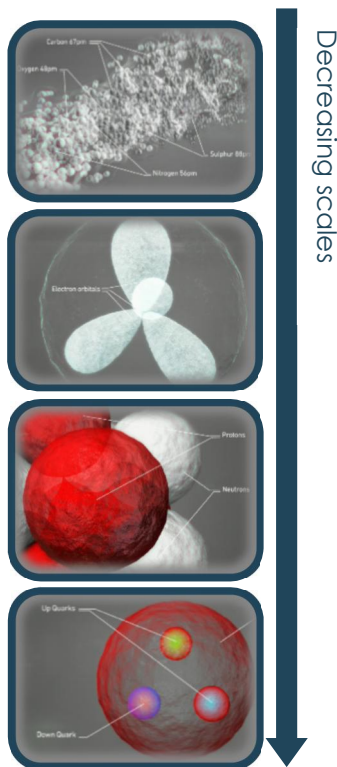 Decreasing scales
Carbon 67pm
Oxygen 48pm
Sulphur 88pm
Nitrogen 56pm
Electron orbitals
Protons
Neutrons
Up Quarks
Down Quark